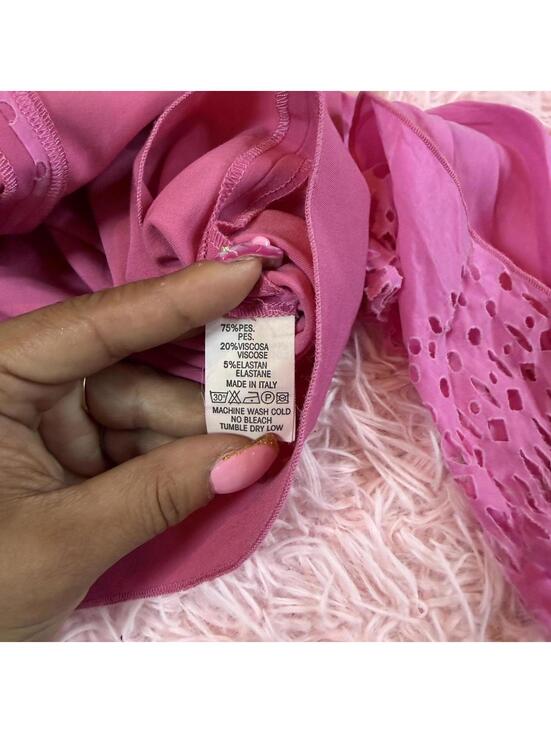 75%PES.
PES.
20%VISCOSA
VISCOSE
5%ELASTAN
ELASTANE
MADE IN ITALY
30° P
MACHINE WASH COLD
NO BLEACH
TUMBLE DRY LOW